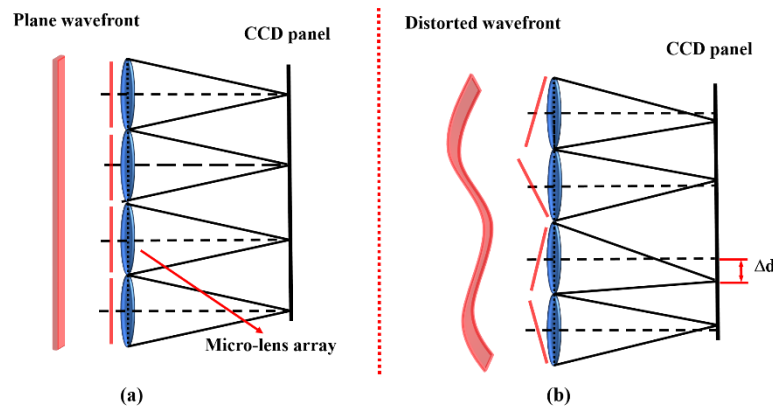 Plane wavefront
CCD panel
Micro-lens array
(a)
Distorted wavefront
CCD panel
Δd
(b)